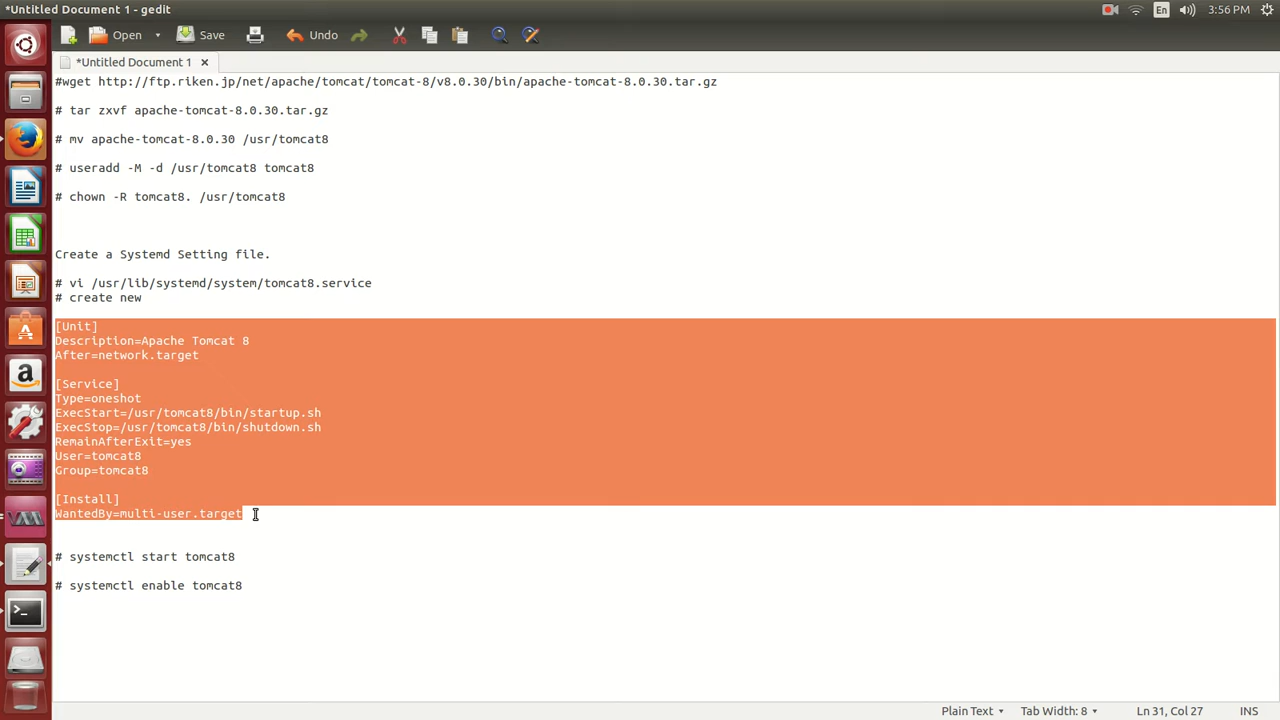 *Untitled Document 1 - gedit
En
3:56 PM
Open
Save
Undo
*Untitled Document 1
#wget http://ftp.riken.jp/net/apache/tomcat/tomcat-8/v8.0.30/bin/apache-tomcat-8.0.30.tar.gz
# tar zxvf apache-tomcat-8.0.30.tar.gz
# mv apache-tomcat-8.0.30 /usr/tomcat8
# useradd -M -d /usr/tomcat8 tomcat8
# chown -R tomcat8. /usr/tomcat8
Create a Systemd Setting file.
# vi /usr/lib/systemd/system/tomcat8.service
# create new
[Unit]
Description=Apache Tomcat 8
After=network.target
[Service]
Type=oneshot
ExecStart=/usr/tomcat8/bin/startup.sh
ExecStop=/usr/tomcat8/bin/shutdown.sh
RemainAfterExit=yes
User=tomcat8
Group=tomcat8
[Install]
WantedBy=multi-user.target
# systemctl start tomcat8
# systemctl enable tomcat8
Plain Text
Tab Width: 8
Ln 31, Col 27
INS